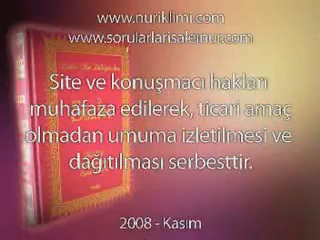 www.nuriklimi.com
www.sorularlarisaleinur.com
Site ve konuşmacı hakları
muhafaza edilerek, ticari amaç
olmadan umuma izletilmesi ve
dağıtılması serbesttir.
2008 - Kasım